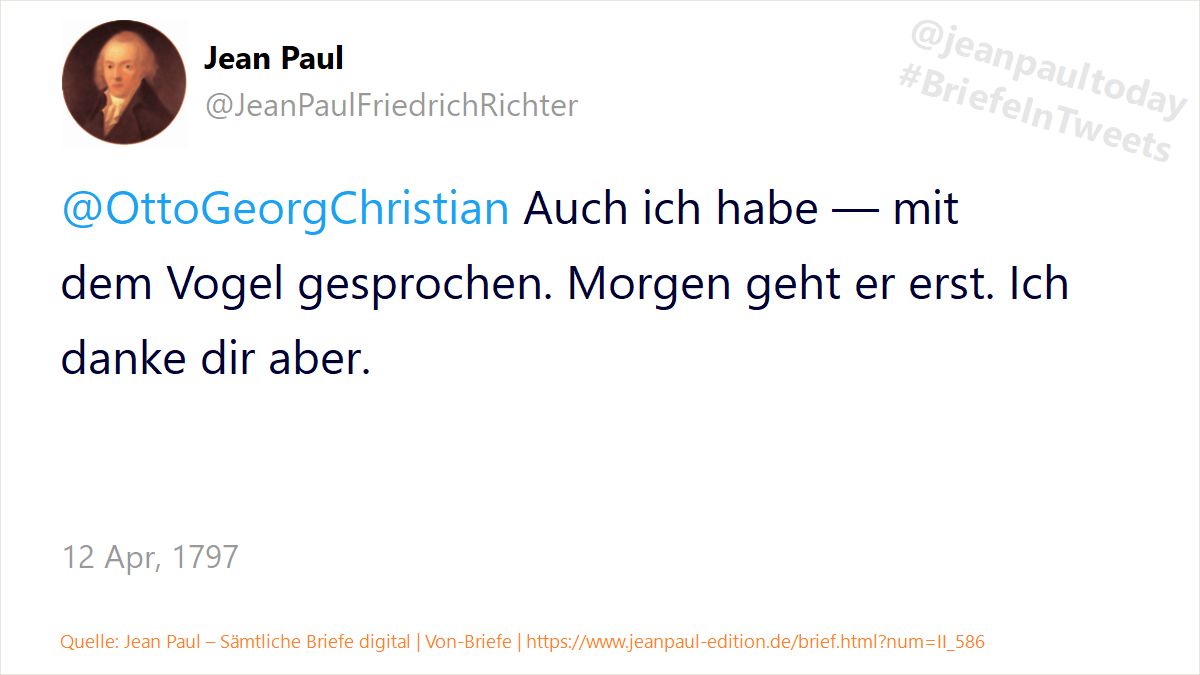 Jean Paul
@JeanPaulFriedrichRichter
@jeanpaultoday
#BriefeInTweets
@OttoGeorgChristian Auch ich habe — mit
dem Vogel gesprochen. Morgen geht er erst. Ich
danke dir aber.
12 Apr, 1797
Quelle: Jean Paul – Sämtliche Briefe digital | Von-Briefe | https://www.jeanpaul-edition.de/brief.html?num=II_586